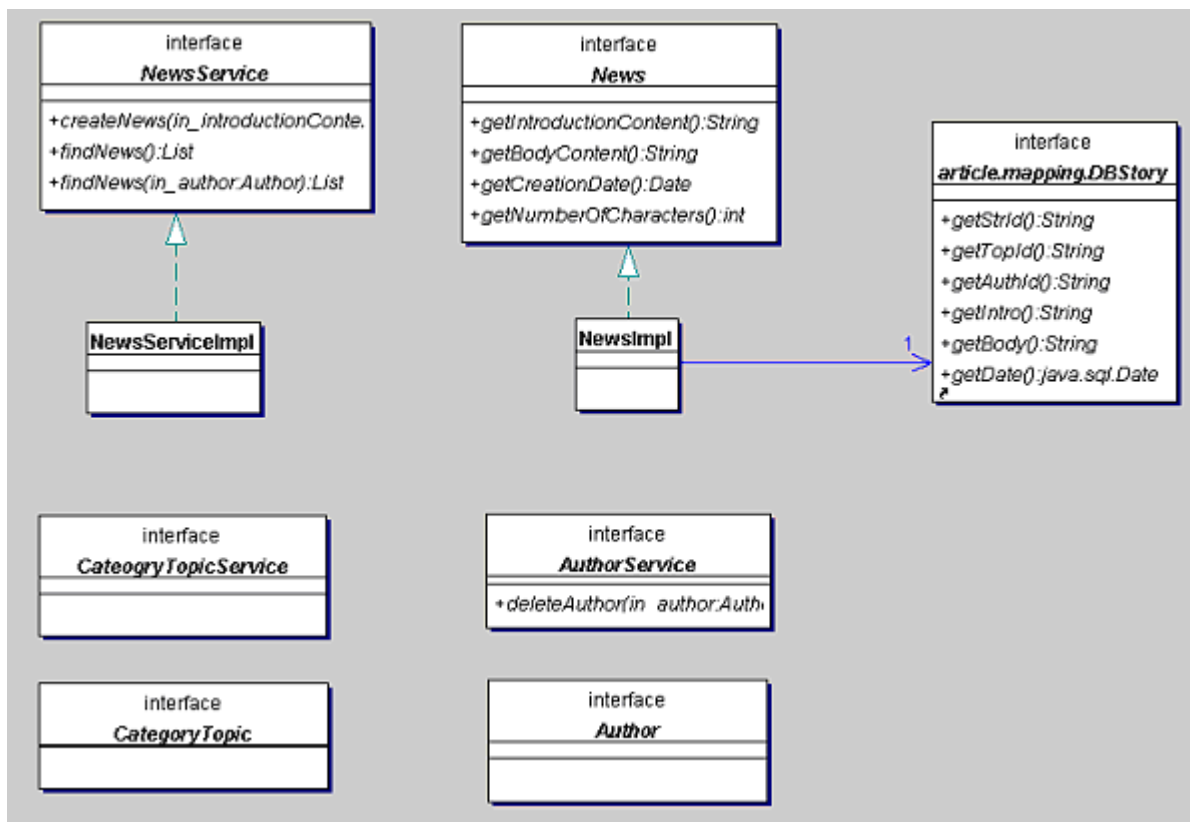 interface
NewsService
+createNews(in_introductionConte.
+findNews():List
+findNews(in_author:Author):List
interface
News
+getIntroductionContent():String
+getBodyContent():String
+getCreationDate():Date
+getNumberOfCharacters():int
interface
article.mapping.DBStory
+getStrId():String
+getTopId():String
+getAuthId():String
+getIntro():String
+getBody():String
+getDate():java.sql.Date
NewsServiceImpl
NewsImpl
1
interface
CateogryTopicService
interface
AuthorService
+deleteAuthor(in_author:Auth
interface
CategoryTopic
interface
Author